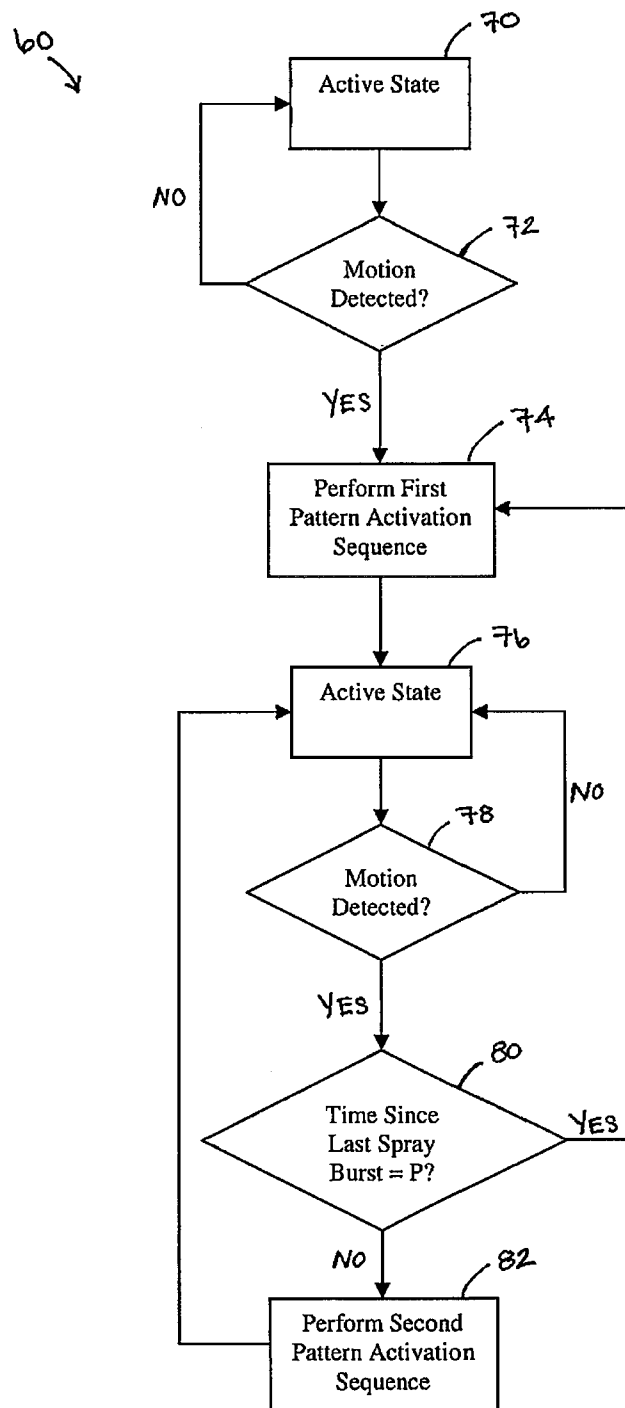 60
70
Active State
NO
72
Motion
Detected?
YES
74
Perform First
Pattern Activation
Sequence
76
Active State
NO
78
Motion
Detected?
YES
80
Time Since
Last Spray
Burst = P?
YES
NO
82
Perform Second
Pattern Activation
Sequence